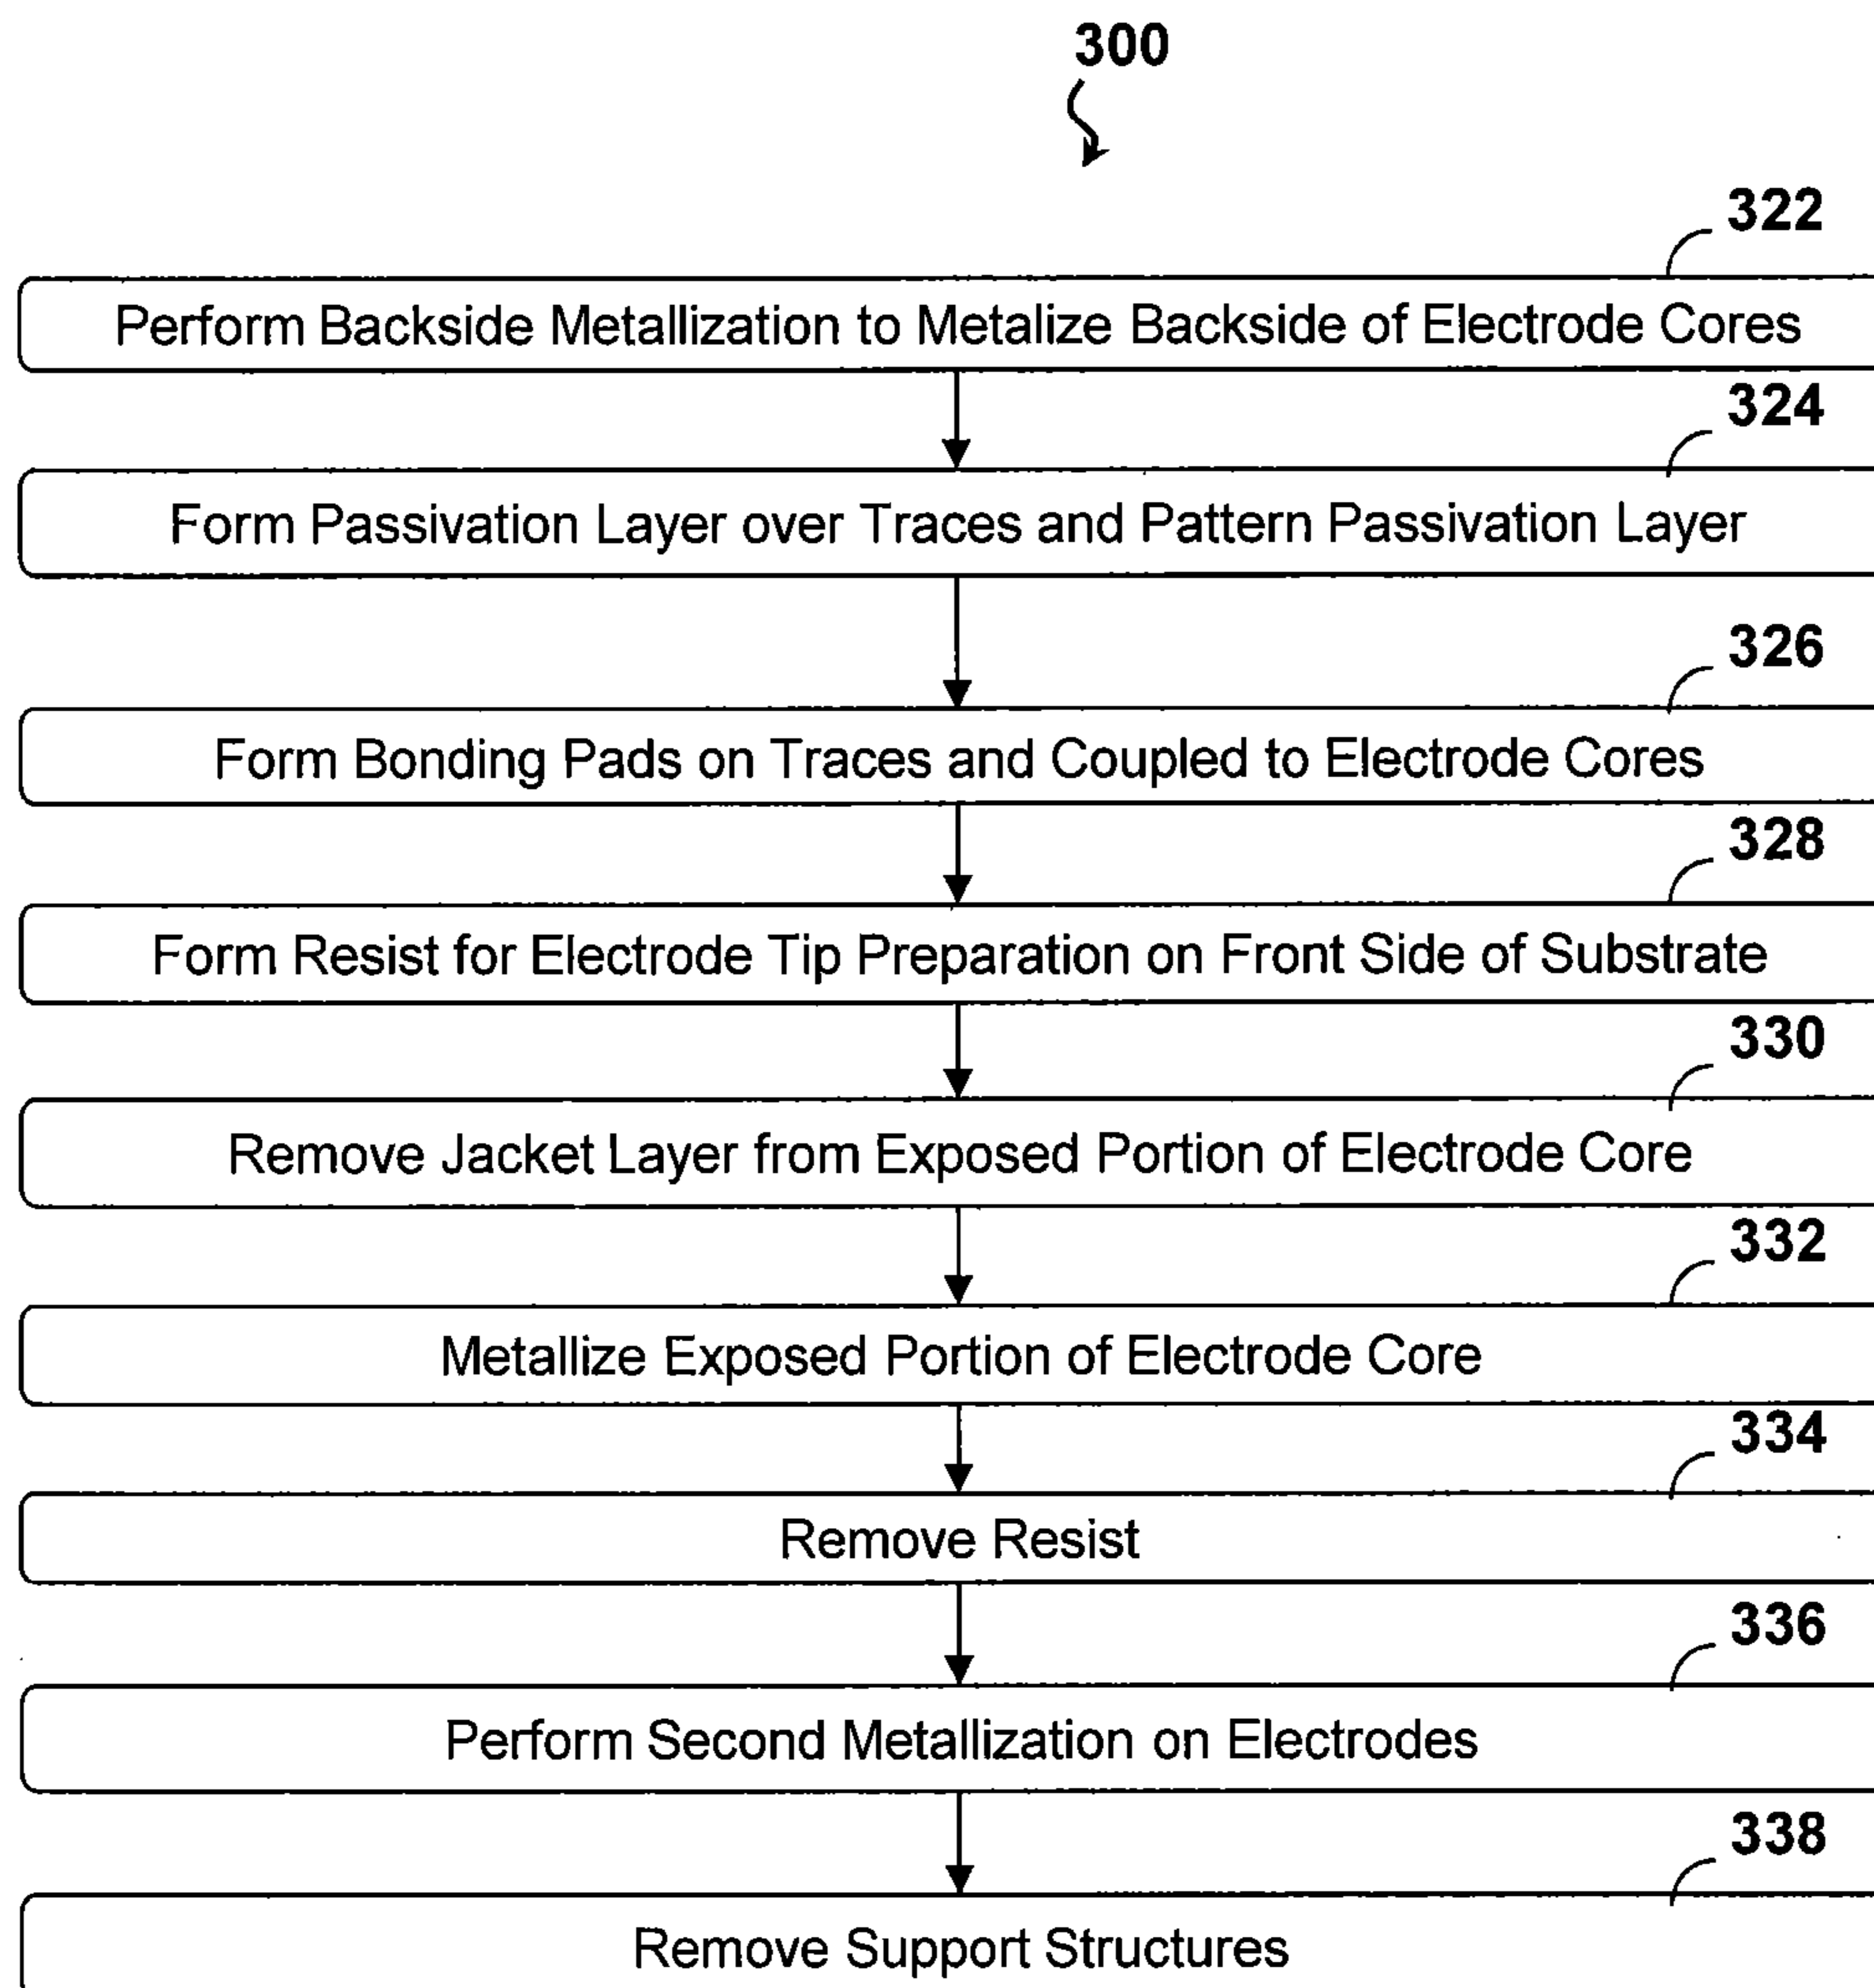 300
322
Perform Backside Metallization to Metalize Backside of Electrode Cores
324
Form Passivation Layer over Traces and Pattern Passivation Layer
326
Form Bonding Pads on Traces and Coupled to Electrode Cores
328
Form Resist for Electrode Tip Preparation on Front Side of Substrate
330
Remove Jacket Layer from Exposed Portion of Electrode Core
332
Metallize Exposed Portion of Electrode Core
334
Remove Resist
336
Perform Second Metallization on Electrodes
338
Remove Support Structures